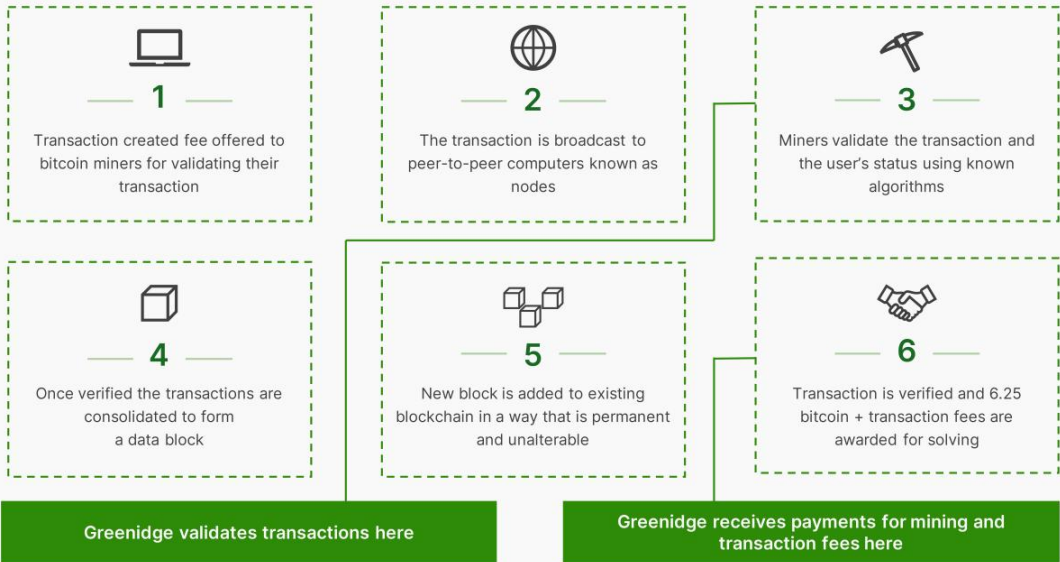 1
Transaction created fee offered to
bitcoin miners for validating their
transaction
2
The transaction is broadcast to
peer-to-peer computers known as
nodes
3
Miners validate the transaction and
the user's status using known
algorithms
4
Once verified the transactions are
consolidated to form
a data block
5
New block is added to existing
blockchain in a way that is permanent
and unalterable
6
Transaction is verified and 6.25
bitcoin + transaction fees are
awarded for solving
Greenidge validates transactions here
Greenidge receives payments for mining and
transaction fees here